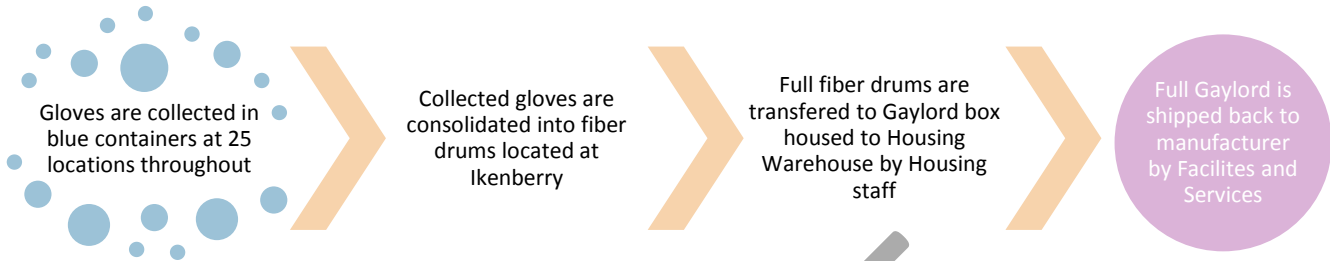 Gloves are collected in
blue containers at 25
locations throughout
Collected gloves are
consolidated into fiber
drums located at
Ikenberry
Full fiber drums are
transfered to Gaylord box
housed to Housing
Warehouse by Housing
staff
Full Gaylord is
shipped back to
manufacturer
by Facilites and
Services